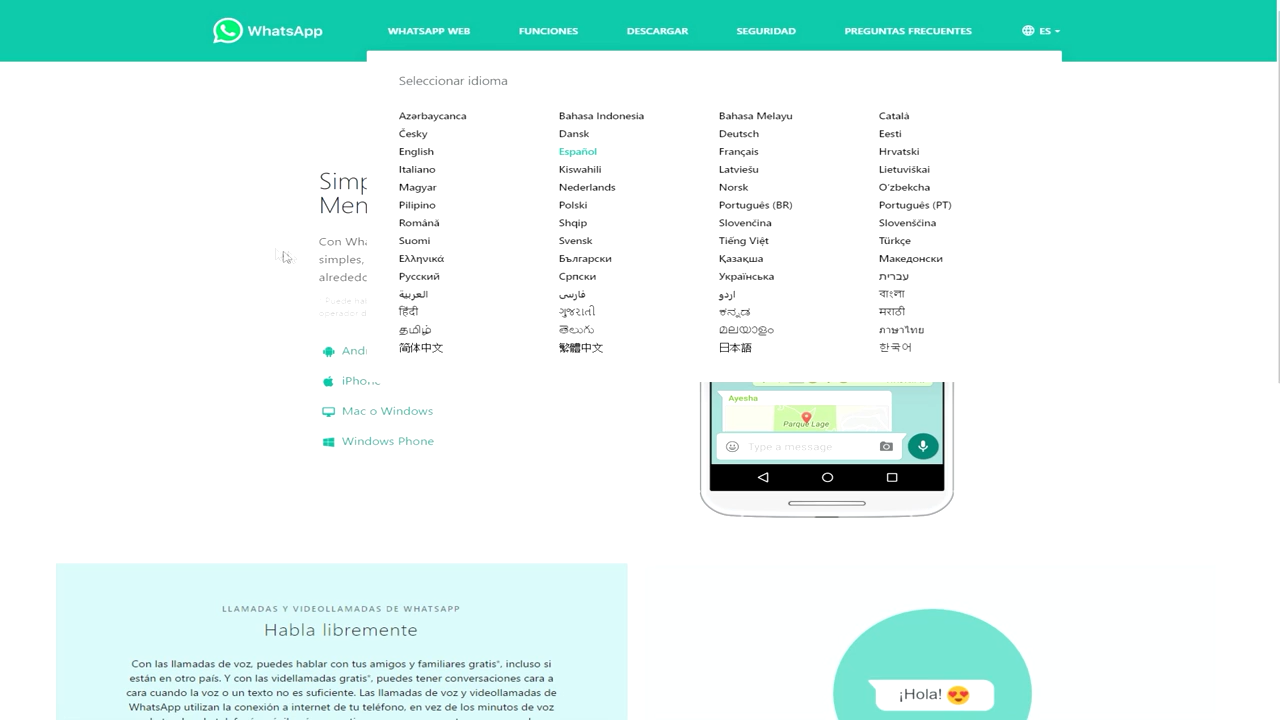 WhatsApp
WHATSAPP WEB FUNCIONES DESCARGAR SEGURIDAD PREGUNTAS FRECUENTES ES
Seleccionar idioma
Azərbaycanca Bahasa Indonesia Bahasa Melayu Català
Česky Dansk Deutsch Eesti
English Español Français Hrvatski
Italiano Kiswahili Latviešu Lietuviškai
Magyar Nederlands Norsk O'zbekcha
Pilipino Polski Português (BR) Português (PT)
Română Shqip Slovenčina Slovenščina
Suomi Svensk Tiếng Việt Türkçe
Ελληνικά Български Қазақша Македонски
Русский Српски Українська עברית
العربية فارسی اردو বাংলা
हिंदी ગુજરાતી ಕನ್ನಡ मराठी
தமிழ் తెలుగు മലയാളം ภาษาไทย
简体中文 繁體中文 日本語 한국어
Simp
Men
Con Wha
simples,
alrededo
Puede ha
operador d
Andr
iPhone
Mac o Windows
Windows Phone
Ayesha
Parque Lage
Type a message
LLAMADAS Y VIDEOLLAMADAS DE WHATSAPP
Habla libremente
Con las llamadas de voz, puedes hablar con tus amigos y familiares gratis*, incluso si
están en otro país. Y con las videllamadas gratis*, puedes tener conversaciones cara a
cara cuando la voz o un texto no es suficiente. Las llamadas de voz y videollamadas de
WhatsApp utilizan la conexión a internet de tu teléfono, en vez de los minutos de voz
¡Hola! 😍